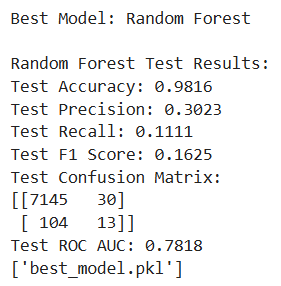 Best Model: Random Forest
Random Forest Test Results:
Test Accuracy: 0.9816
Test Precision: 0.3023
Test Recall: 0.1111
Test F1 Score: 0.1625
Test Confusion Matrix:
[[7145   30]
 [ 104   13]]
Test ROC AUC: 0.7818
['best_model.pkl']